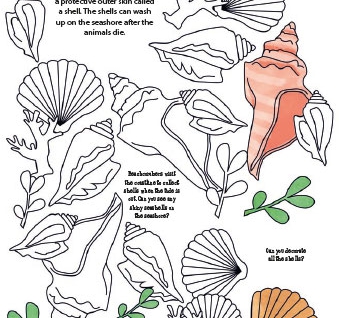 a protective outer skin called
a shell. The shells can wash
up on the seashore after the
animals die.
Beachcombers visit
the coastline to collect
shells when the tide is
out. Can you see any
shiny seashells on
the seashore?
Can you decorate
all the shells?